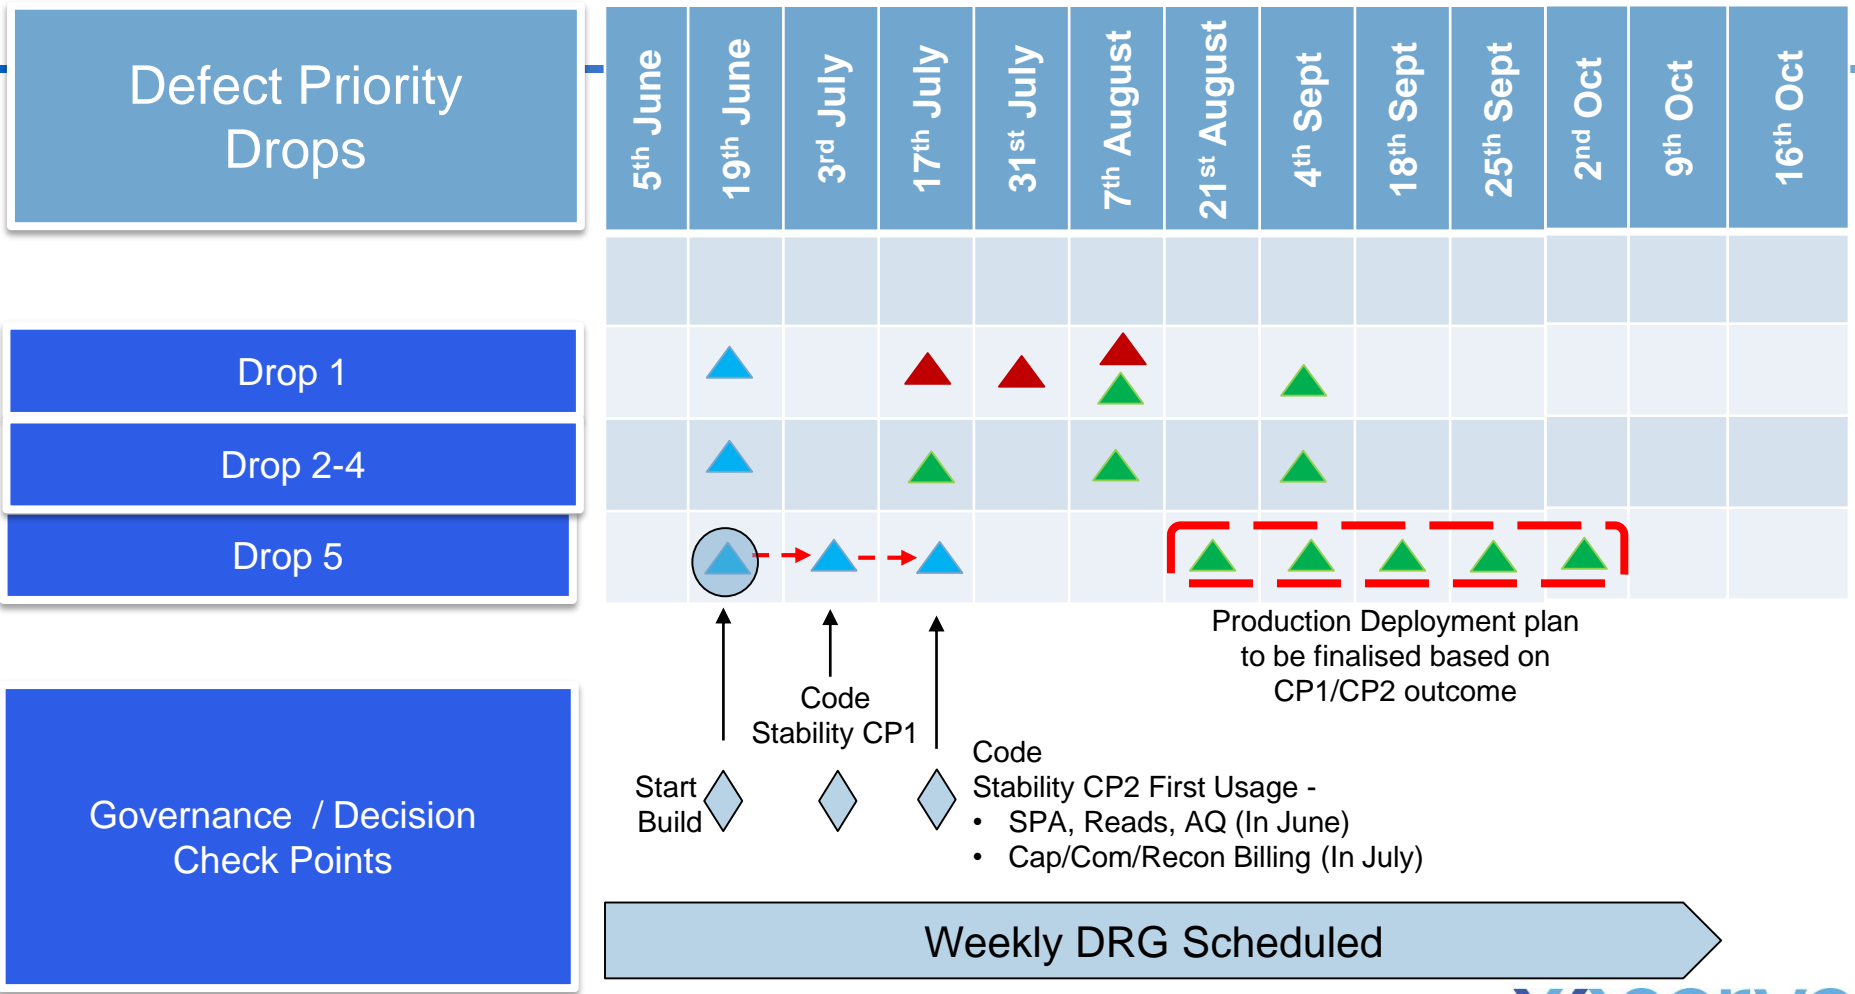 Defect Priority
Drops
5th June
19th June
3rd July
17th July
31st July
7th August
21st August
4th Sept
18th Sept
25th Sept
2nd Oct
9th Oct
16th Oct
Drop 1
Drop 2-4
Drop 5
Production Deployment plan
to be finalised based on
CP1/CP2 outcome
Code
Stability CP1
Code
Stability CP2 First Usage -
• SPA, Reads, AQ (In June)
• Cap/Com/Recon Billing (In July)
Start
Build
Governance / Decision
Check Points
Weekly DRG Scheduled